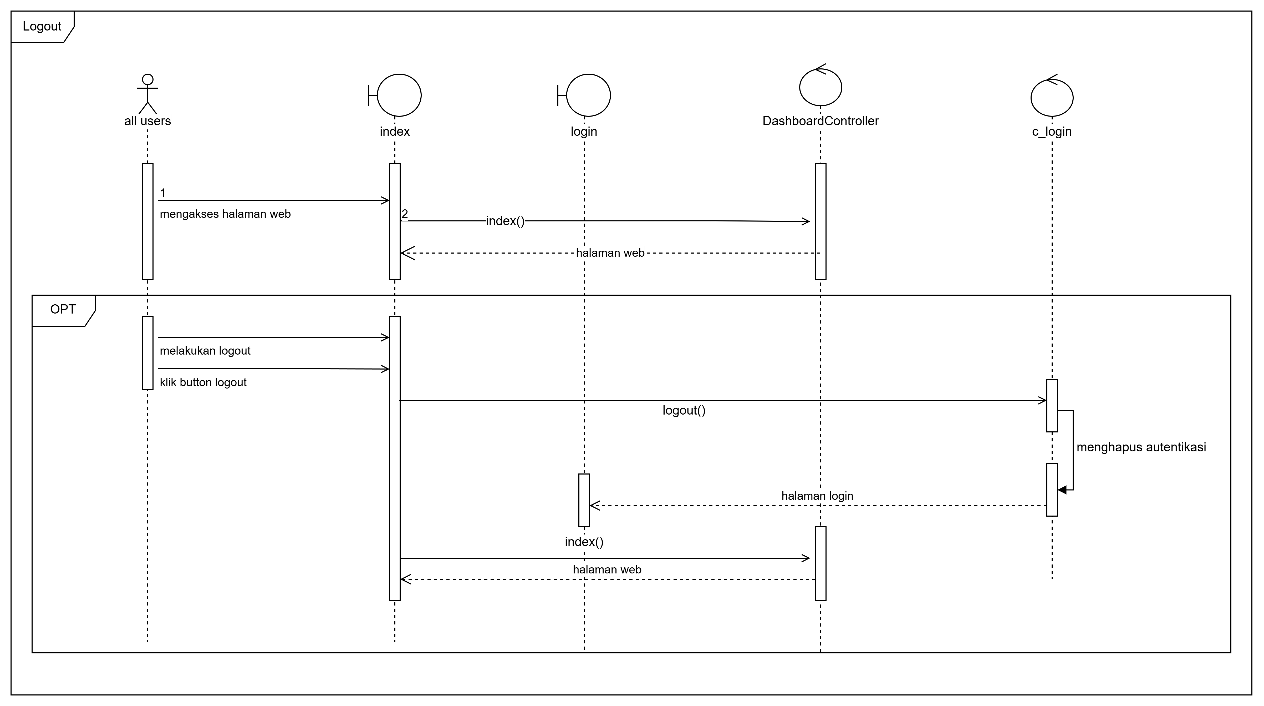 Logout
all users
index
login
DashboardController
c_login
1
mengakses halaman web
2
index()
halaman web
OPT
melakukan logout
klik button logout
logout()
menghapus autentikasi
halaman login
index()
halaman web